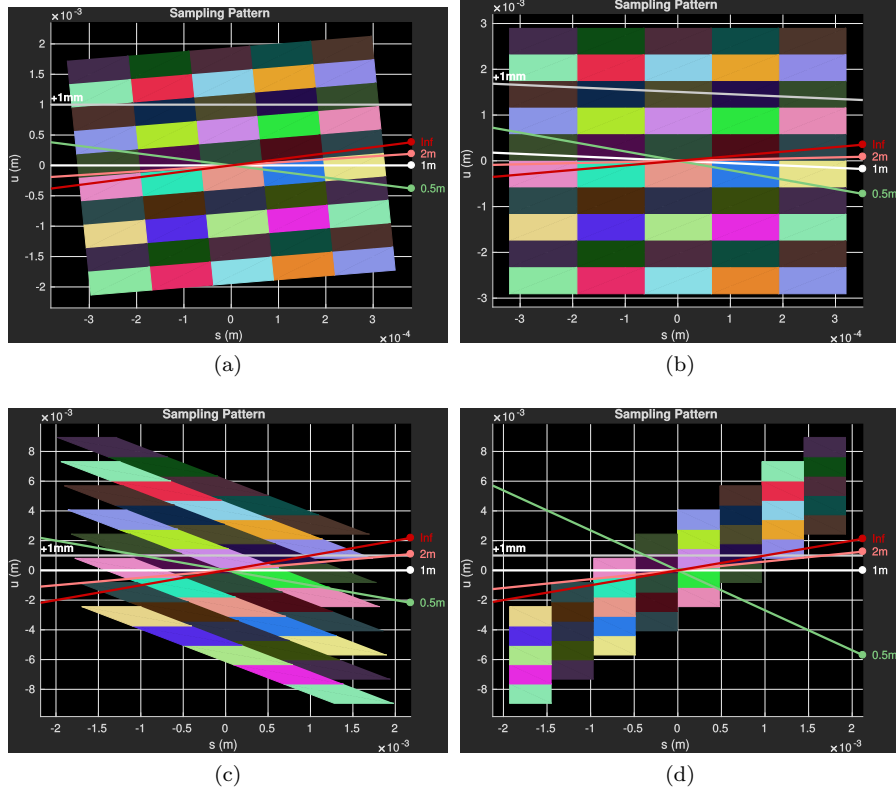 Sampling Pattern
×10⁻³
2
1.5
1
0.5
0
-0.5
-1
-1.5
-2
u (m)
+1mm
Inf
2m
1m
0.5m
-3
-2
-1
0
1
2
3
s (m)
×10⁻⁴
(a)
Sampling Pattern
×10⁻³
3
2
1
0
-1
-2
-3
u (m)
+1mm
Inf
2m
1m
0.5m
-3
-2
-1
0
1
2
3
s (m)
×10⁻⁴
(b)
Sampling Pattern
×10⁻³
8
6
4
2
0
-2
-4
-6
-8
u (m)
+1mm
Inf
2m
1m
0.5m
-2
-1.5
-1
-0.5
0
0.5
1
1.5
2
s (m)
×10⁻³
(c)
Sampling Pattern
×10⁻³
8
6
4
2
0
-2
-4
-6
-8
u (m)
+1mm
Inf
2m
1m
0.5m
-2
-1.5
-1
-0.5
0
0.5
1
1.5
2
s (m)
×10⁻³
(d)